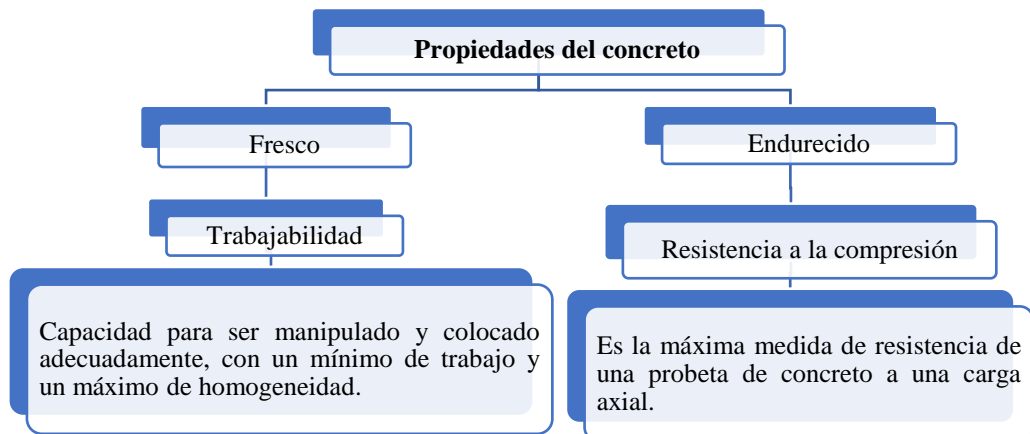 Propiedades del concreto
Fresco
Endurecido
Trabajabilidad
Resistencia a la compresión
Capacidad para ser manipulado y colocado
adecuadamente, con un mínimo de trabajo y
un máximo de homogeneidad.
Es la máxima medida de resistencia de
una probeta de concreto a una carga
axial.